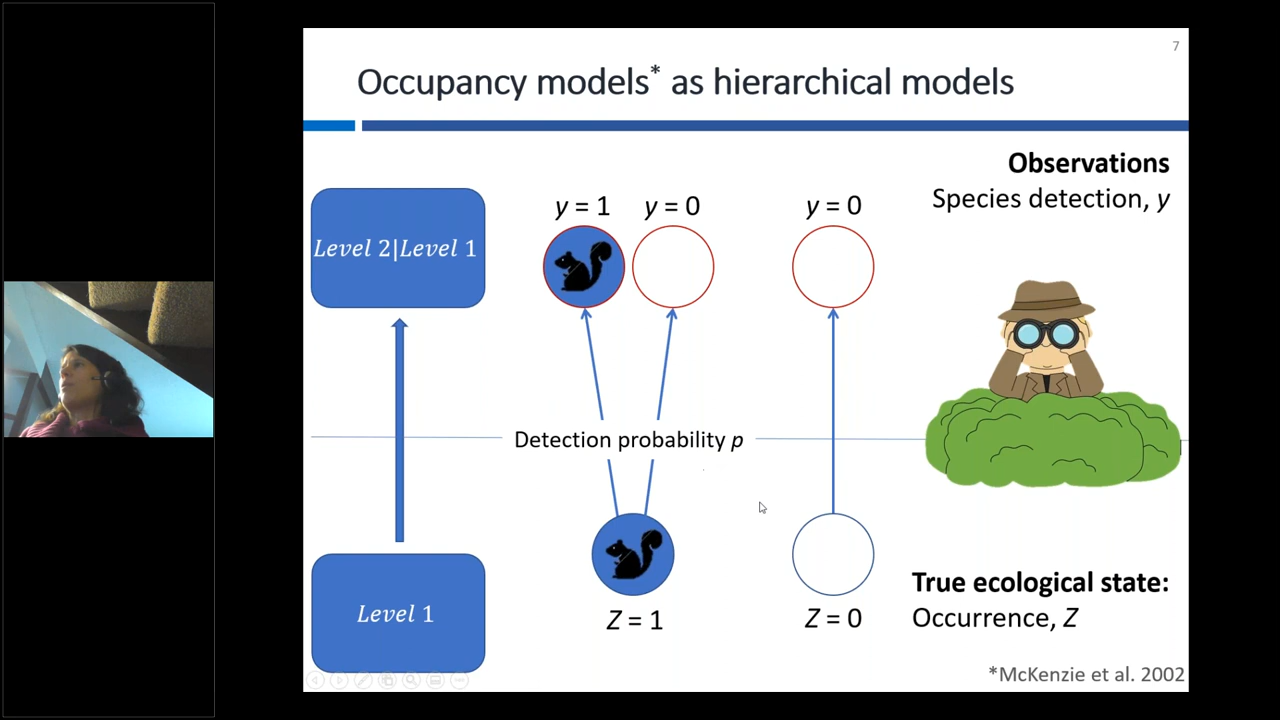 7
Occupancy models* as hierarchical models
Observations
Species detection, y
Level 2|Level 1
y = 1
y = 0
y = 0
Detection probability p
Level 1
Z = 1
Z = 0
True ecological state:
Occurrence, Z
*McKenzie et al. 2002